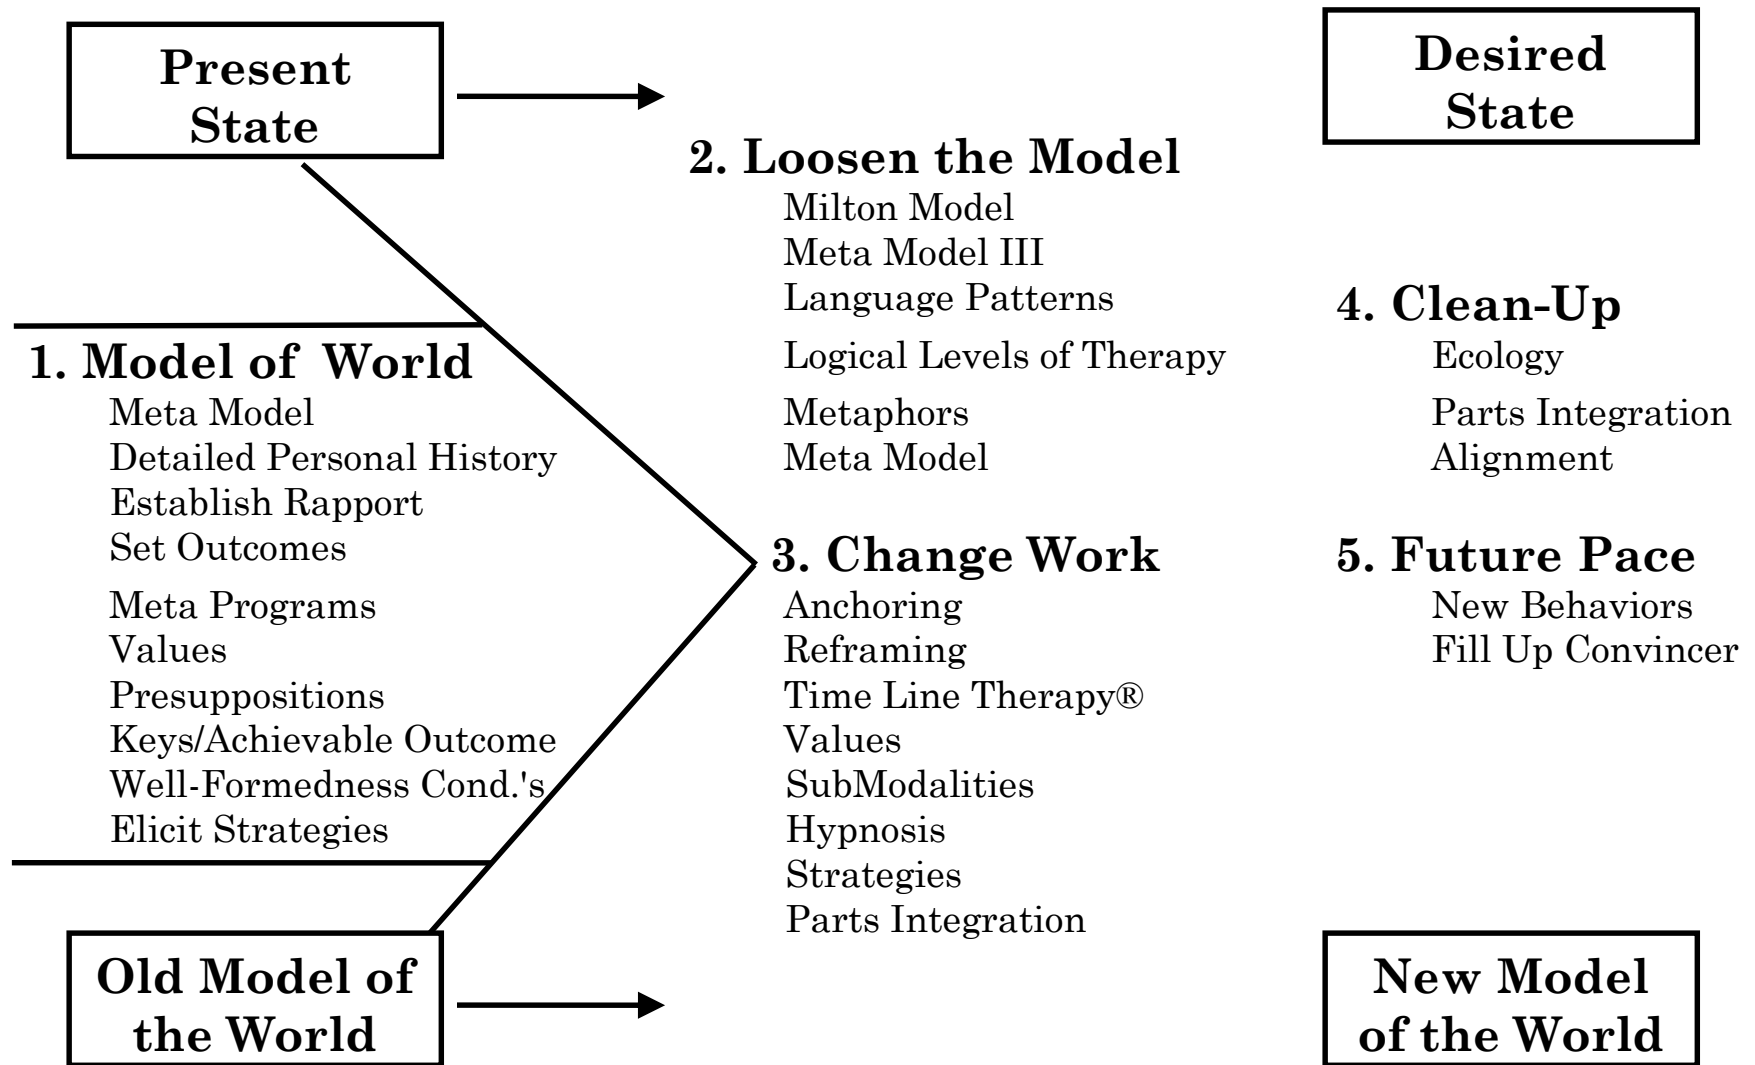 Present
State
Desired
State
2. Loosen the Model
Milton Model
Meta Model III
Language Patterns
Logical Levels of Therapy
Metaphors
Meta Model
1. Model of World
Meta Model
Detailed Personal History
Establish Rapport
Set Outcomes
Meta Programs
Values
Presuppositions
Keys/Achievable Outcome
Well-Formedness Cond.'s
Elicit Strategies
3. Change Work
Anchoring
Reframing
Time Line Therapy®
Values
SubModalities
Hypnosis
Strategies
Parts Integration
4. Clean-Up
Ecology
Parts Integration
Alignment
5. Future Pace
New Behaviors
Fill Up Convincer
Old Model of
the World
New Model
of the World